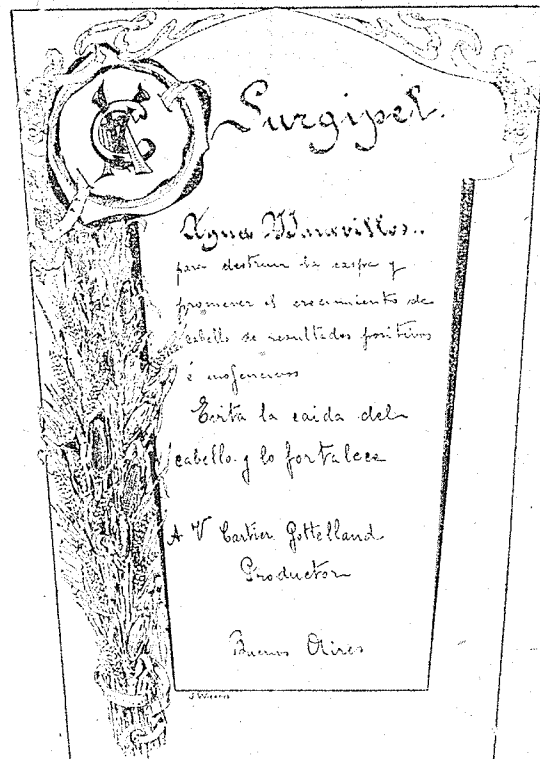 Surgipel.
Agua Maravillosa
para destruir la caspa y
promover el crecimiento de
cabello de resultados positivos
é inofensivos
Evita la caida del
cabello y lo fortalece
A V Cartier Gottelland
Productor
Buenos Aires